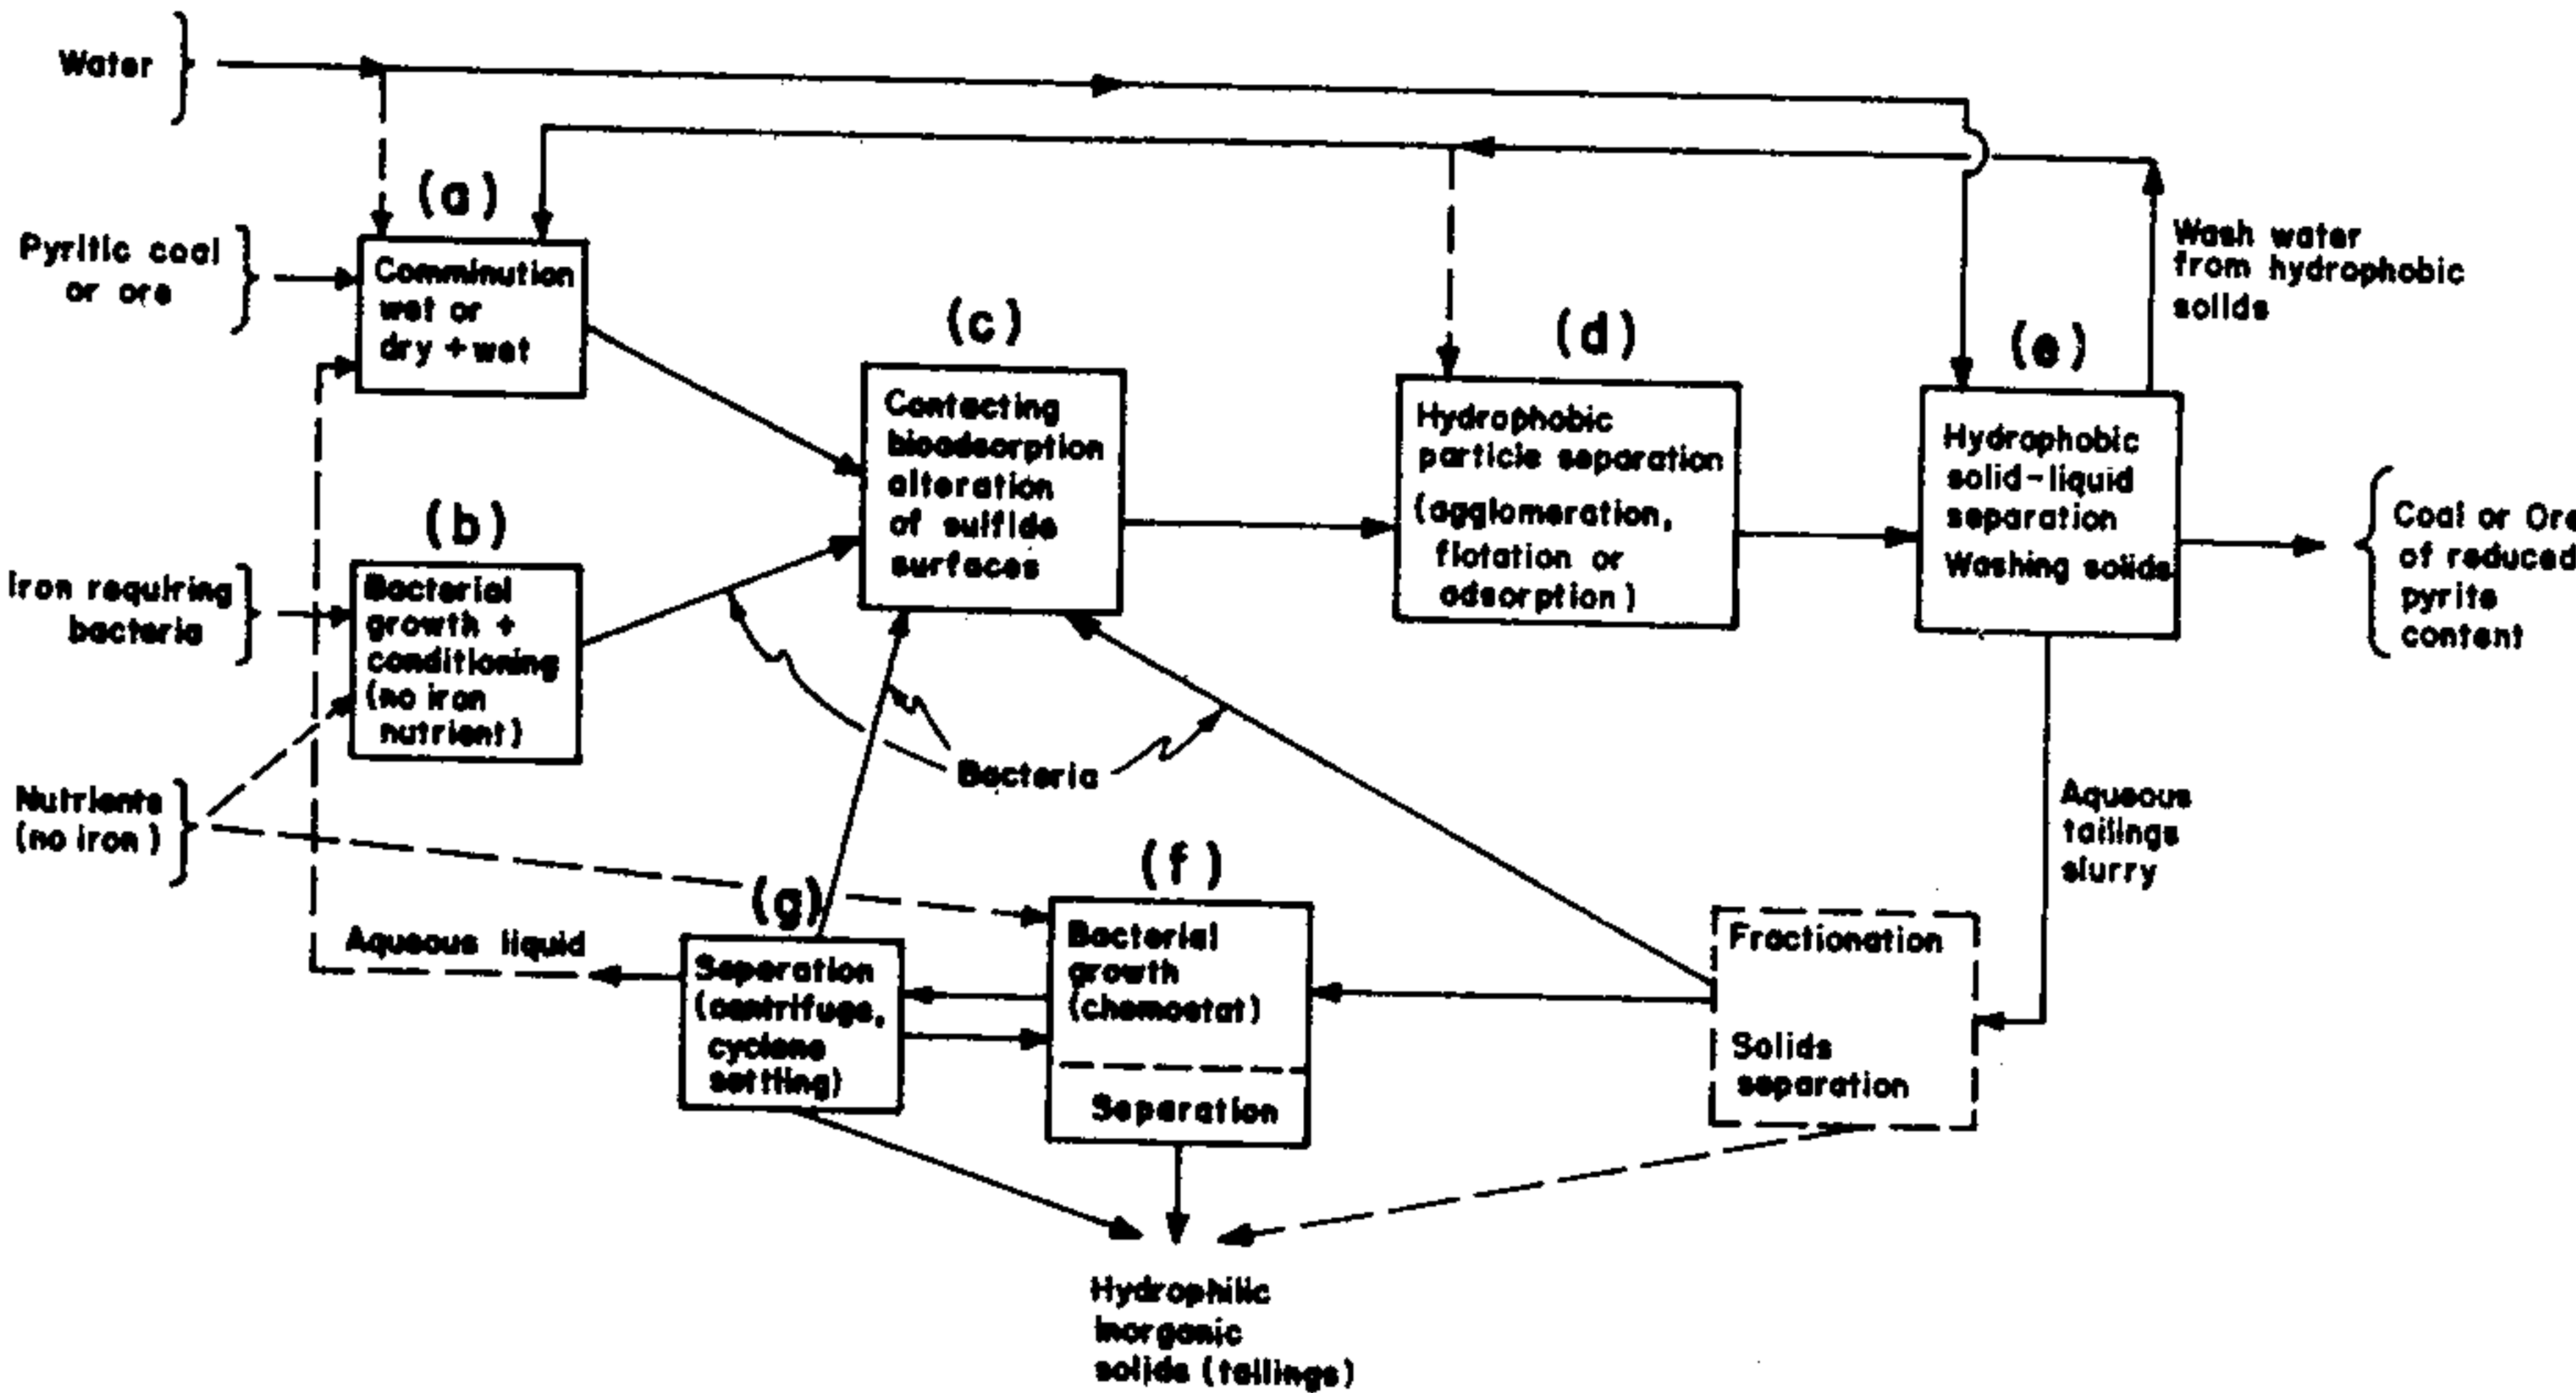 Water
Pyritic coal
or ore
Iron requiring
bacteria
Nutrients
(no iron)
(a)
Comminution
wet or
dry + wet
(b)
Bacterial
growth +
conditioning
(no iron
nutrient)
(c)
Contacting
bioadsorption
alteration
of sulfide
surfaces
(d)
Hydrophobic
particle separation
(agglomeration,
flotation or
adsorption)
(e)
Hydrophobic
solid-liquid
separation
Washing solids
Wash water
from hydrophobic
solids
Coal or Ore
of reduced
pyrite
content
Bacteria
Aqueous
tailings
slurry
(g)
Separation
(centrifuge,
cyclone
settling)
Aqueous liquid
(f)
Bacterial
growth
(chemostat)
Separation
Fractionation
Solids
separation
Hydrophilic
Inorganic
solids (tailings)